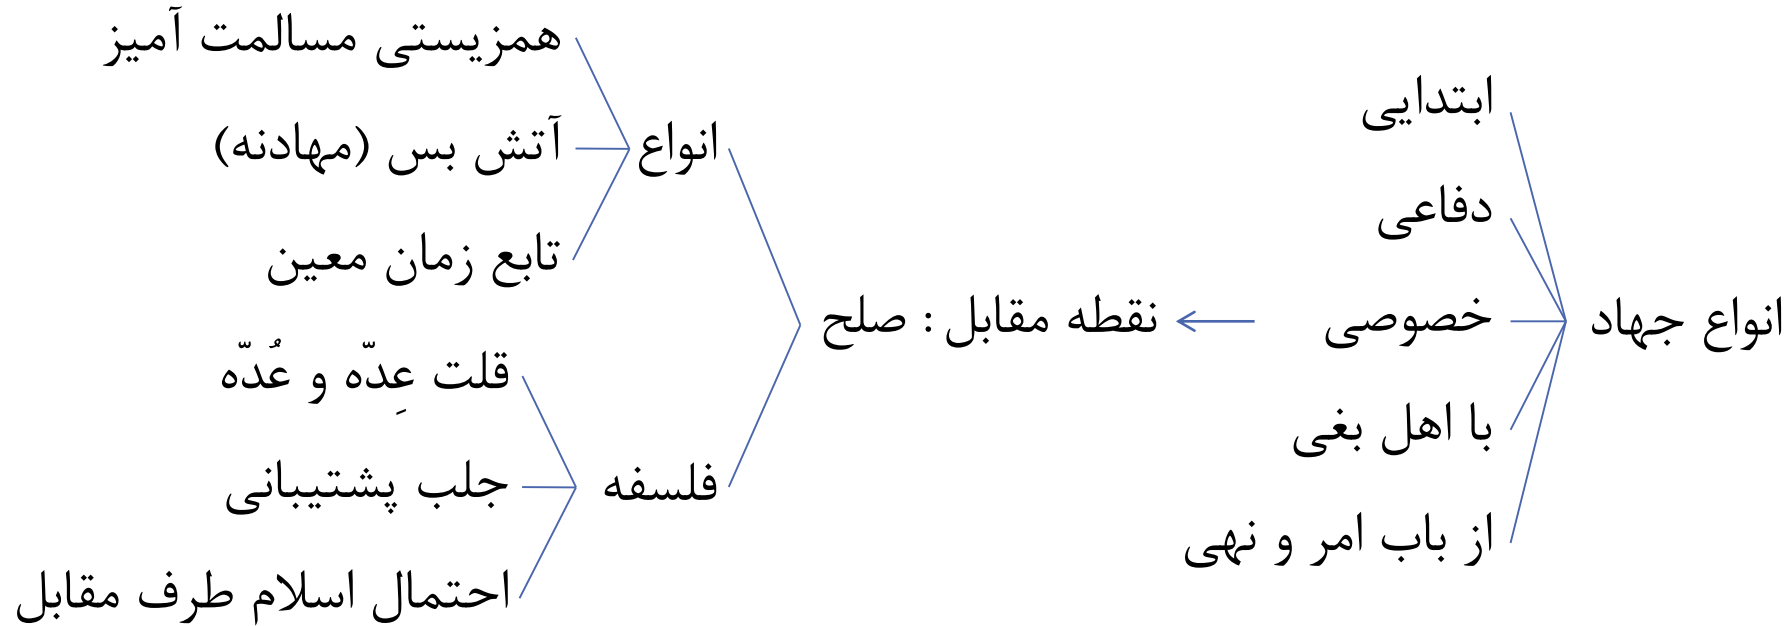 انواع جهاد
ابتدایی
دفاعی
خصوصی
با اهل بغی
از باب امر و نهی
نقطه مقابل : صلح
انواع
همزیستی مسالمت آمیز
آتش بس (مهادنه)
تابع زمان معین
فلسفه
قلت عِدّه و عُدّه
جلب پشتیبانی
احتمال اسلام طرف مقابل